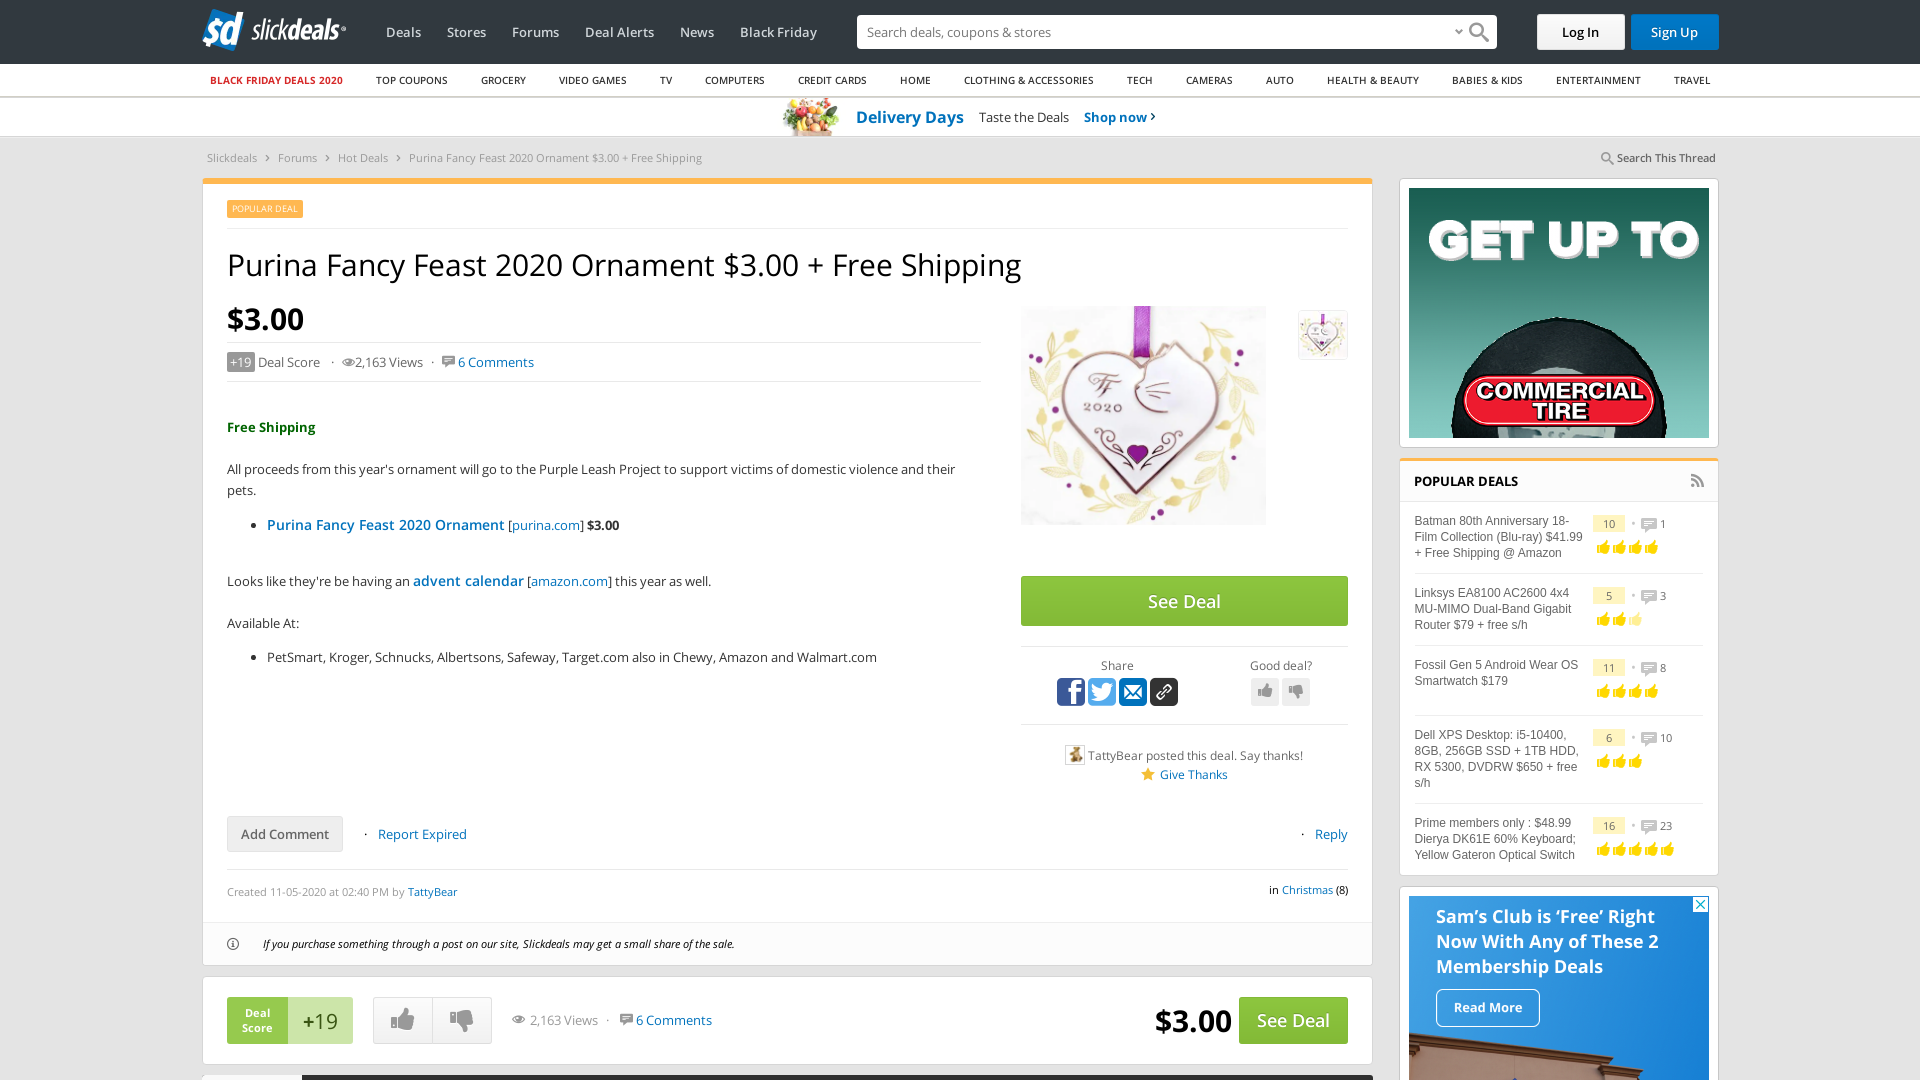 sd slickdeals
Deals Stores Forums Deal Alerts News Black Friday
Search deals, coupons & stores
Log In Sign Up
BLACK FRIDAY DEALS 2020 TOP COUPONS GROCERY VIDEO GAMES TV COMPUTERS CREDIT CARDS HOME CLOTHING & ACCESSORIES TECH CAMERAS AUTO HEALTH & BEAUTY BABIES & KIDS ENTERTAINMENT TRAVEL
Delivery Days Taste the Deals Shop now
Slickdeals Forums Hot Deals Purina Fancy Feast 2020 Ornament $3.00 + Free Shipping
Search This Thread
POPULAR DEAL
Purina Fancy Feast 2020 Ornament $3.00 + Free Shipping
$3.00
+19 Deal Score · 2,163 Views · 6 Comments
Free Shipping
All proceeds from this year's ornament will go to the Purple Leash Project to support victims of domestic violence and their
pets.
• Purina Fancy Feast 2020 Ornament [purina.com] $3.00
Looks like they're be having an advent calendar [amazon.com] this year as well.
Available At:
• PetSmart, Kroger, Schnucks, Albertsons, Safeway, Target.com also in Chewy, Amazon and Walmart.com
FF
2020
See Deal
Share
Good deal?
TattyBear posted this deal. Say thanks!
Give Thanks
Add Comment · Report Expired
· Reply
Created 11-05-2020 at 02:40 PM by TattyBear
in Christmas (8)
If you purchase something through a post on our site, Slickdeals may get a small share of the sale.
Deal
Score
+19
2,163 Views · 6 Comments
$3.00
See Deal
GET UP TO
COMMERCIAL
TIRE
POPULAR DEALS
Batman 80th Anniversary 18-
Film Collection (Blu-ray) $41.99
+ Free Shipping @ Amazon
10 • 1
Linksys EA8100 AC2600 4x4
MU-MIMO Dual-Band Gigabit
Router $79 + free s/h
5 • 3
Fossil Gen 5 Android Wear OS
Smartwatch $179
11 • 8
Dell XPS Desktop: i5-10400,
8GB, 256GB SSD + 1TB HDD,
RX 5300, DVDRW $650 + free
s/h
6 • 10
Prime members only : $48.99
Dierya DK61E 60% Keyboard;
Yellow Gateron Optical Switch
16 • 23
Sam's Club is ‘Free’ Right
Now With Any of These 2
Membership Deals
Read More